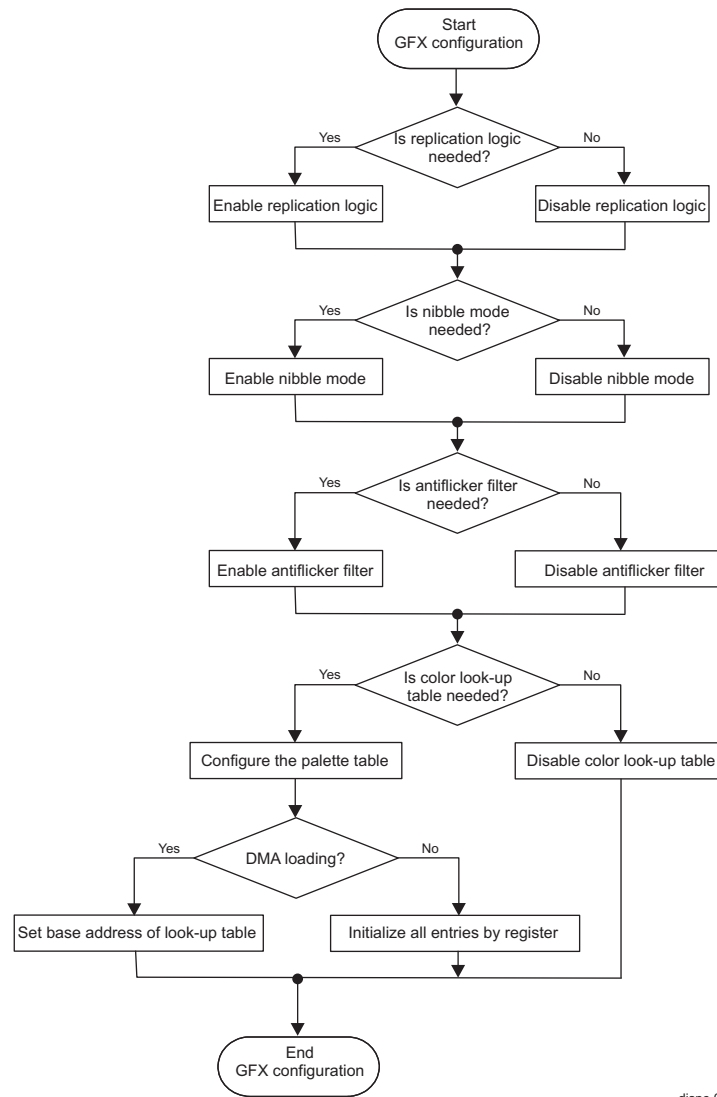 Start
GFX configuration
Is replication logic
needed?
Yes
No
Enable replication logic
Disable replication logic
Is nibble mode
needed?
Yes
No
Enable nibble mode
Disable nibble mode
Is antiflicker filter
needed?
Yes
No
Enable antiflicker filter
Disable antiflicker filter
Is color look-up
table needed?
Yes
No
Configure the palette table
Disable color look-up table
DMA loading?
Yes
No
Set base address of look-up table
Initialize all entries by register
End
GFX configuration